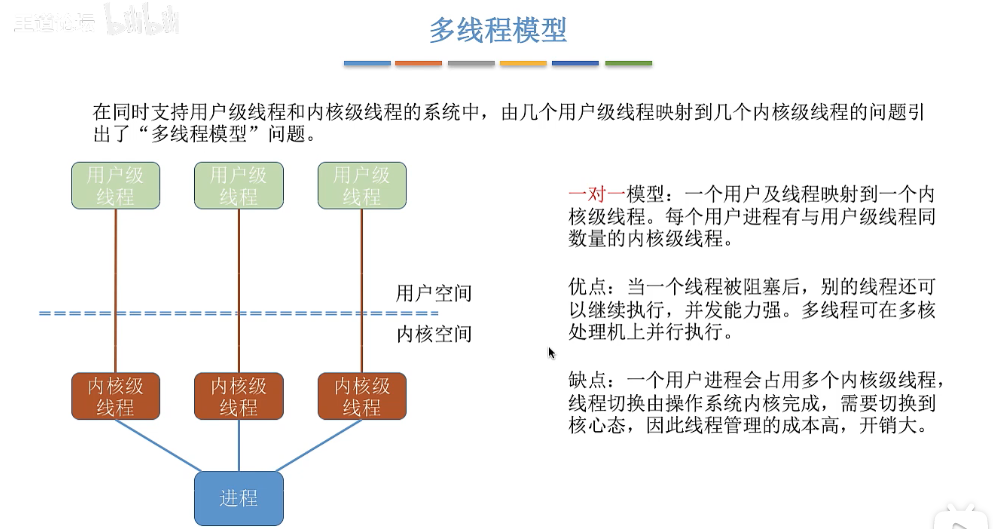 王道论坛 bilibili
多线程模型
在同时支持用户级线程和内核级线程的系统中，由几个用户级线程映射到几个内核级线程的问题引
出了“多线程模型”问题。
用户级
线程
用户级
线程
用户级
线程
用户空间
内核空间
内核级
线程
内核级
线程
内核级
线程
进程
一对一模型：一个用户及线程映射到一个内
核级线程。每个用户进程有与用户级线程同
数量的内核级线程。
优点：当一个线程被阻塞后，别的线程还可
以继续执行，并发能力强。多线程可在多核
处理机上并行执行。
缺点：一个用户进程会占用多个内核级线程，
线程切换由操作系统内核完成，需要切换到
核心态，因此线程管理的成本高，开销大。